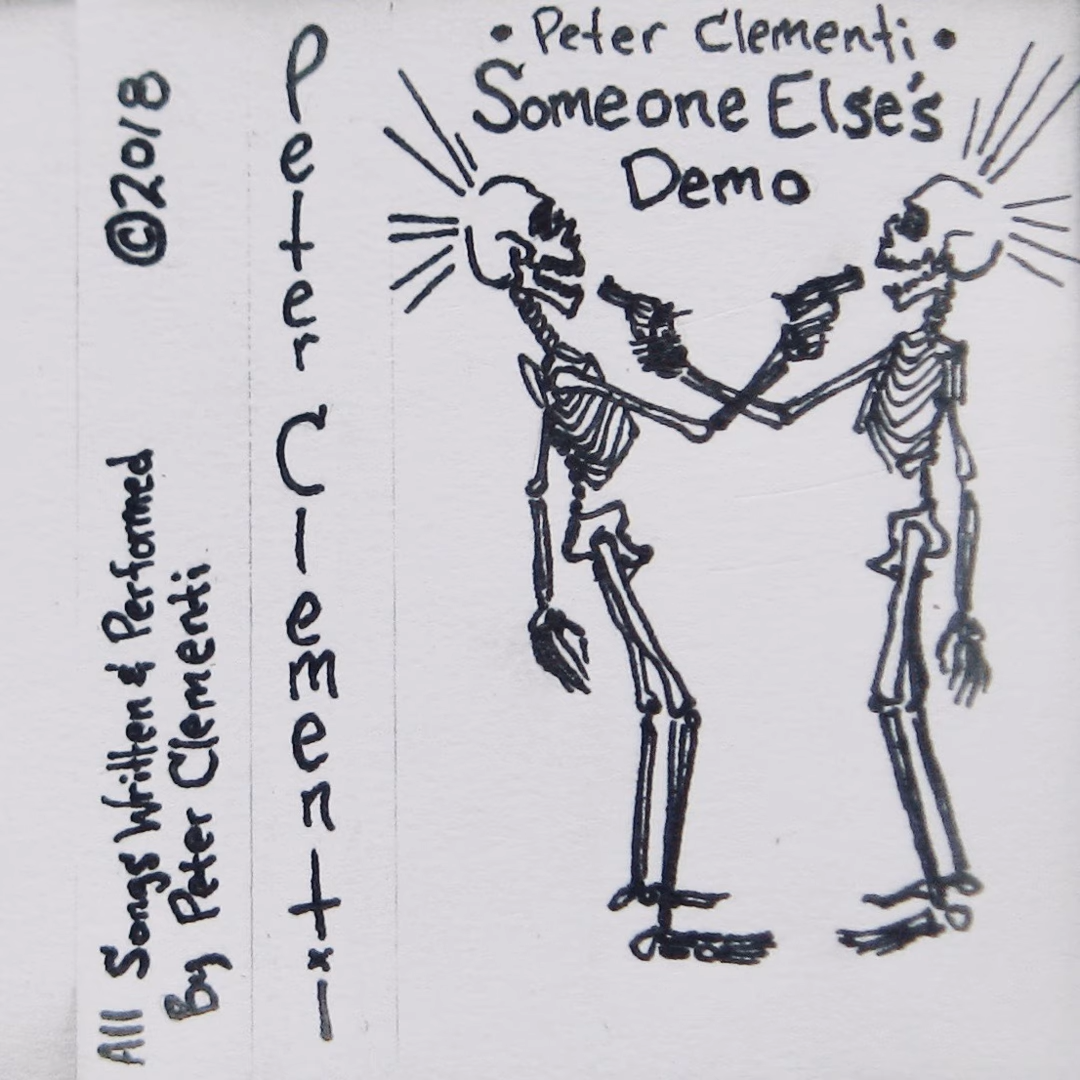 • Peter Clementi •
Someone Else's
Demo
Peter Clementi
©2018
All Songs Written & Performed
By Peter Clementi